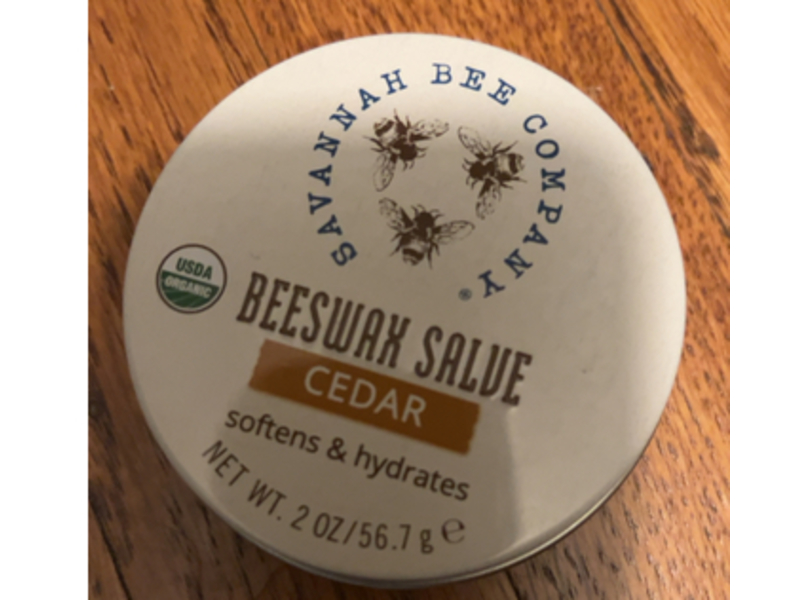 SAVANNAH BEE COMPANY®
USDA
ORGANIC
BEESWAX SALVE
CEDAR
softens & hydrates
NET WT. 2 OZ/56.7 g ℮